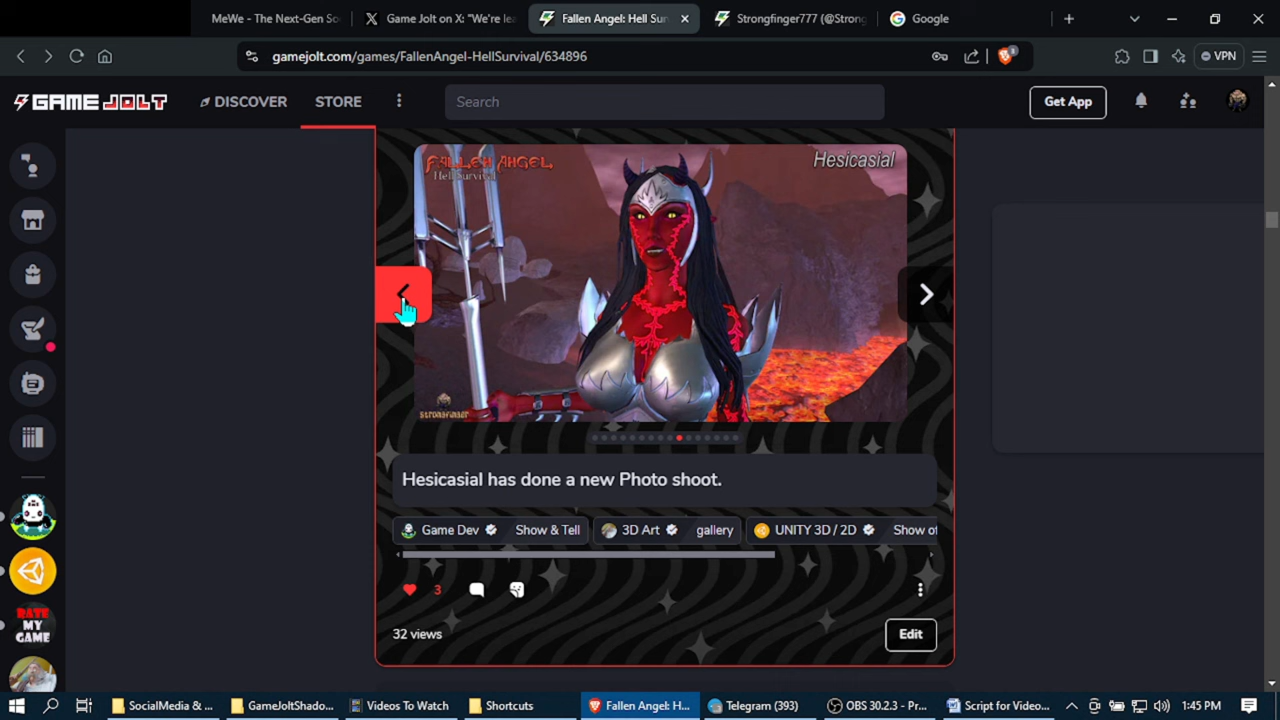 MeWe - The Next-Gen So
Game Jolt on X: "We're lea
Fallen Angel: Hell Sur
Strongfinger777 (@Strong
Google
gamejolt.com/games/FallenAngel-HellSurvival/634896
VPN
GAME JOLT
DISCOVER
STORE
Search
Get App
FALLEN ANGEL
Hell Survival
Hesicasial
STRONGFINGER
Hesicasial has done a new Photo shoot.
Game Dev
Show & Tell
3D Art
gallery
UNITY 3D / 2D
Show of
3
32 views
Edit
RATE
MY
GAME
SocialMedia & ...
GameJoltShado...
Videos To Watch
Shortcuts
Fallen Angel: H...
Telegram (393)
OBS 30.2.3 - Pr...
Script for Video...
1:45 PM